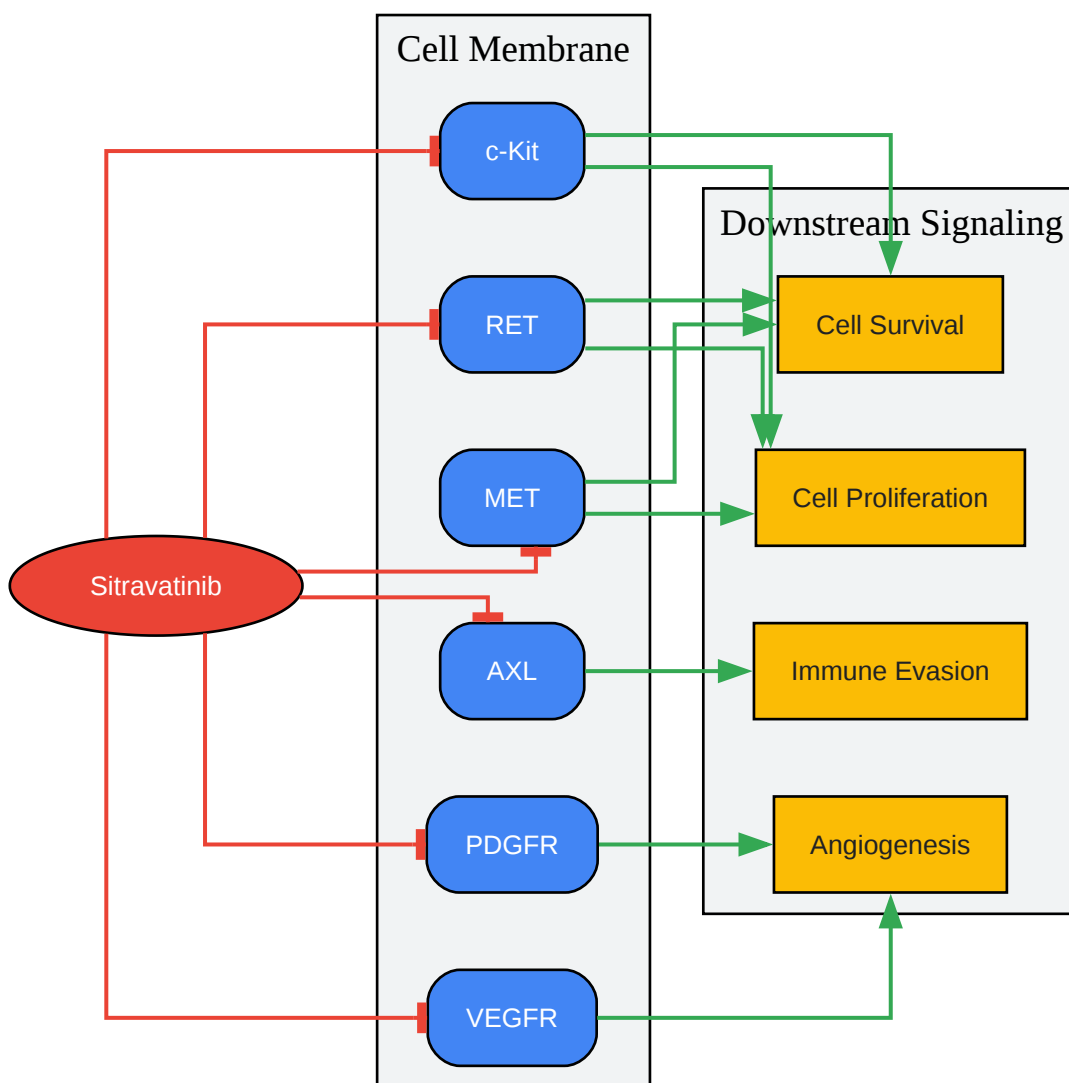 Cell Membrane
c-Kit
Downstream Signaling
RET
Cell Survival
MET
Cell Proliferation
Sitravatinib
AXL
Immune Evasion
PDGFR
Angiogenesis
VEGFR